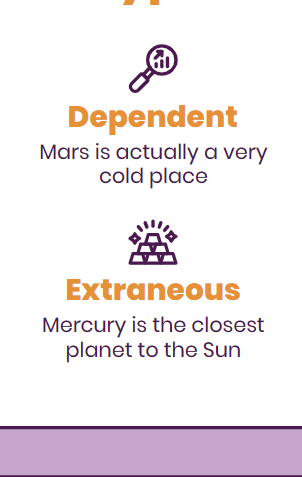 Dependent
Mars is actually a very
cold place
Extraneous
Mercury is the closest
planet to the Sun